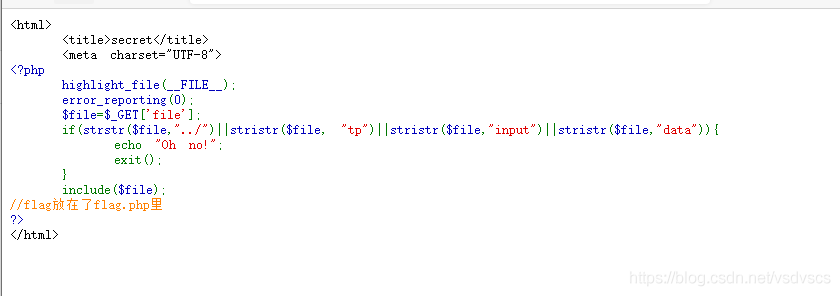 <html>
<title>secret</title>
<meta charset="UTF-8">
<?php
highlight_file(__FILE__);
error_reporting(0);
$file=$_GET['file'];
if(strstr($file,"../")||stristr($file, "tp")||stristr($file,"input")||stristr($file,"data")){
echo "Oh no!";
exit();
}
include($file);
//flag放在了flag.php里
?>
</html>
https://blog.csdn.net/vsdvscs